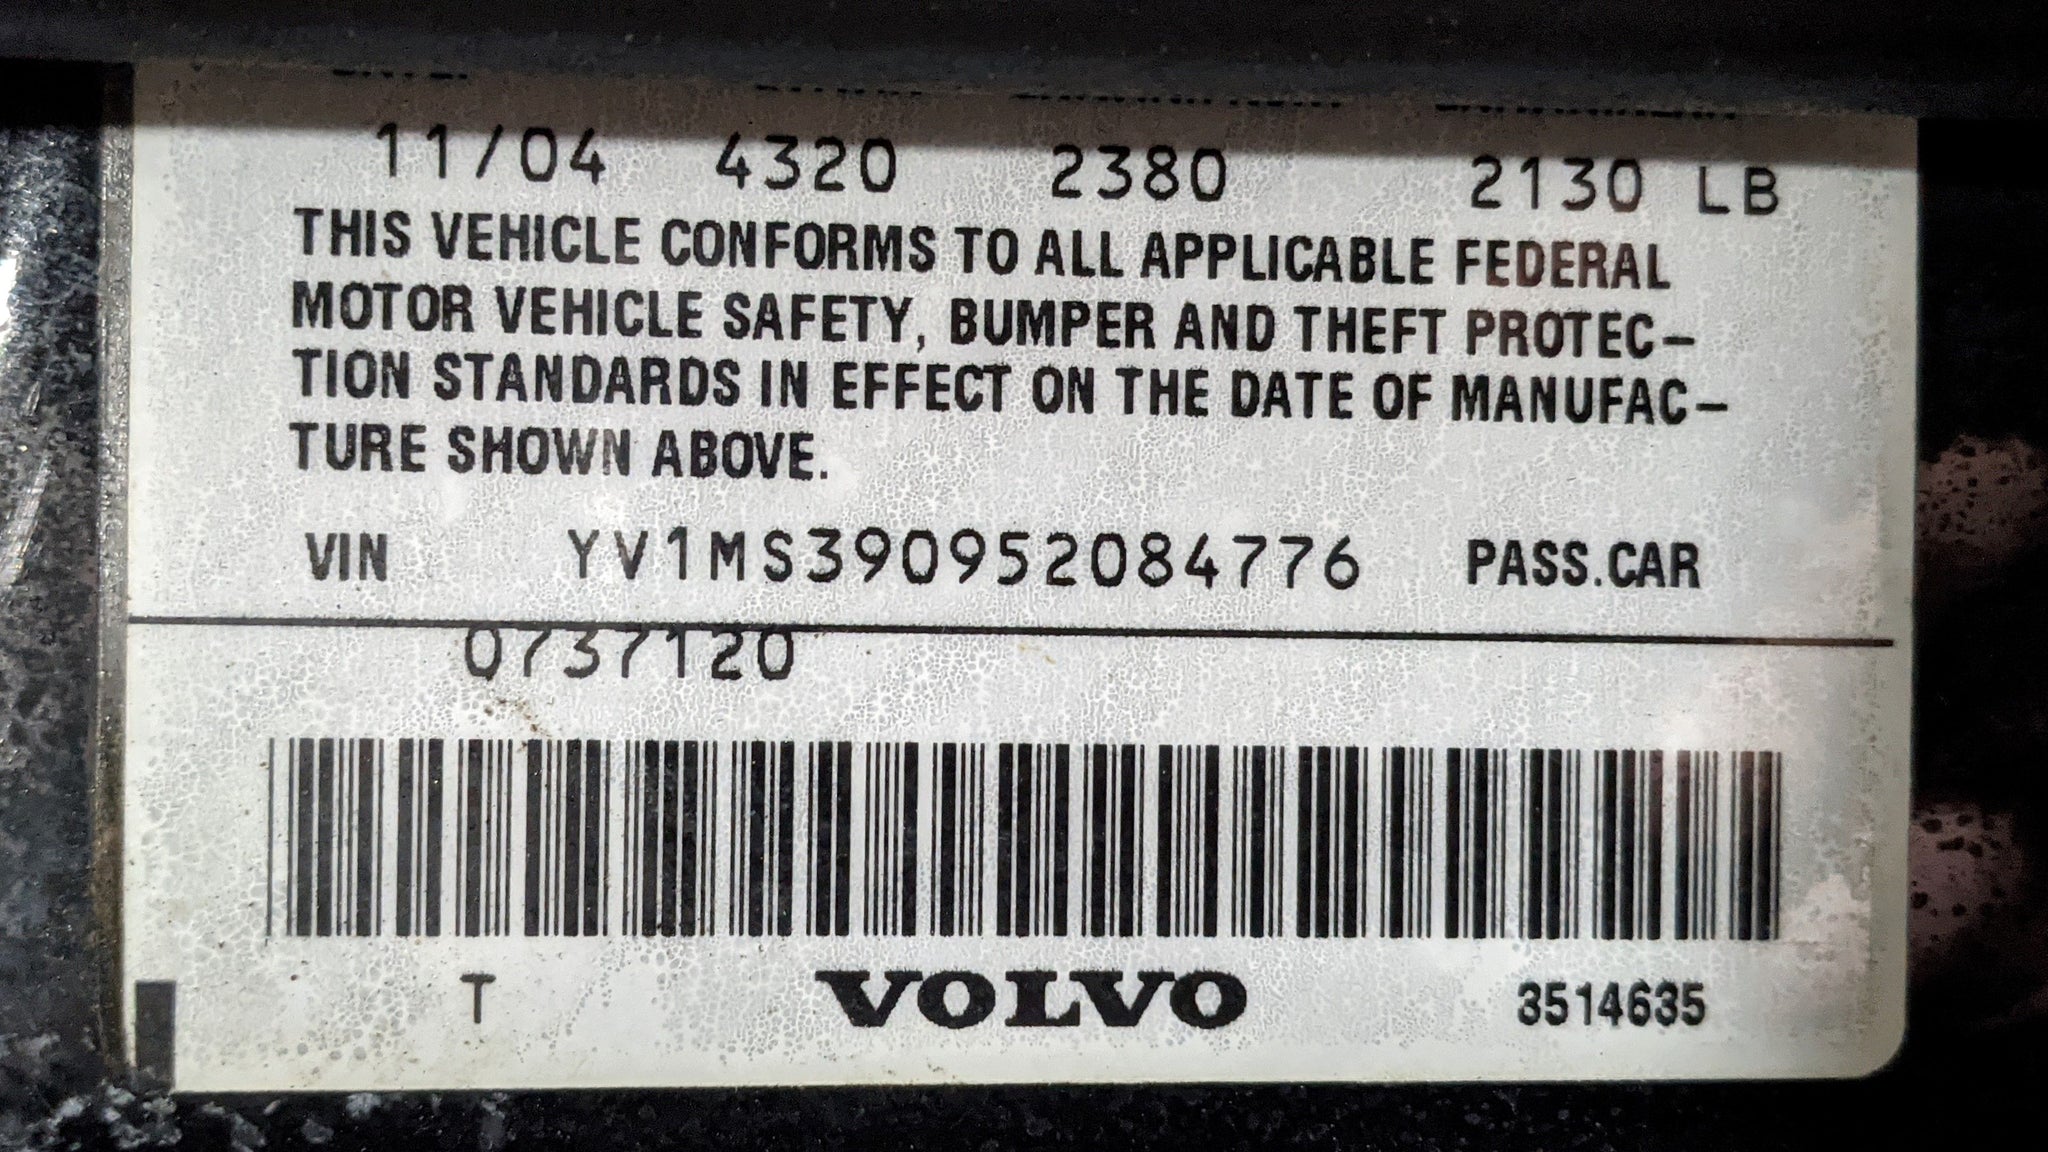 11/04 4320 2380 2130 LB
THIS VEHICLE CONFORMS TO ALL APPLICABLE FEDERAL
MOTOR VEHICLE SAFETY, BUMPER AND THEFT PROTEC-
TION STANDARDS IN EFFECT ON THE DATE OF MANUFAC-
TURE SHOWN ABOVE.
VIN YV1MS390952084776 PASS.CAR
0737120
T VOLVO 3514635